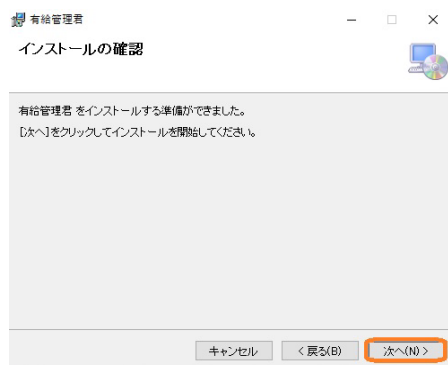 有給管理君
インストールの確認
有給管理君 をインストールする準備ができました。
[次へ]をクリックしてインストールを開始してください。
キャンセル
< 戻る(B)
次へ(N) >